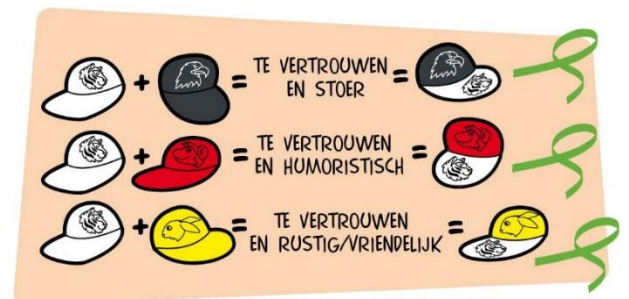 + = TE VERTROUWEN =
EN STOER
+ = TE VERTROUWEN =
EN HUMORISTISCH
+ = TE VERTROUWEN =
EN RUSTIG/VRIENDELIJK